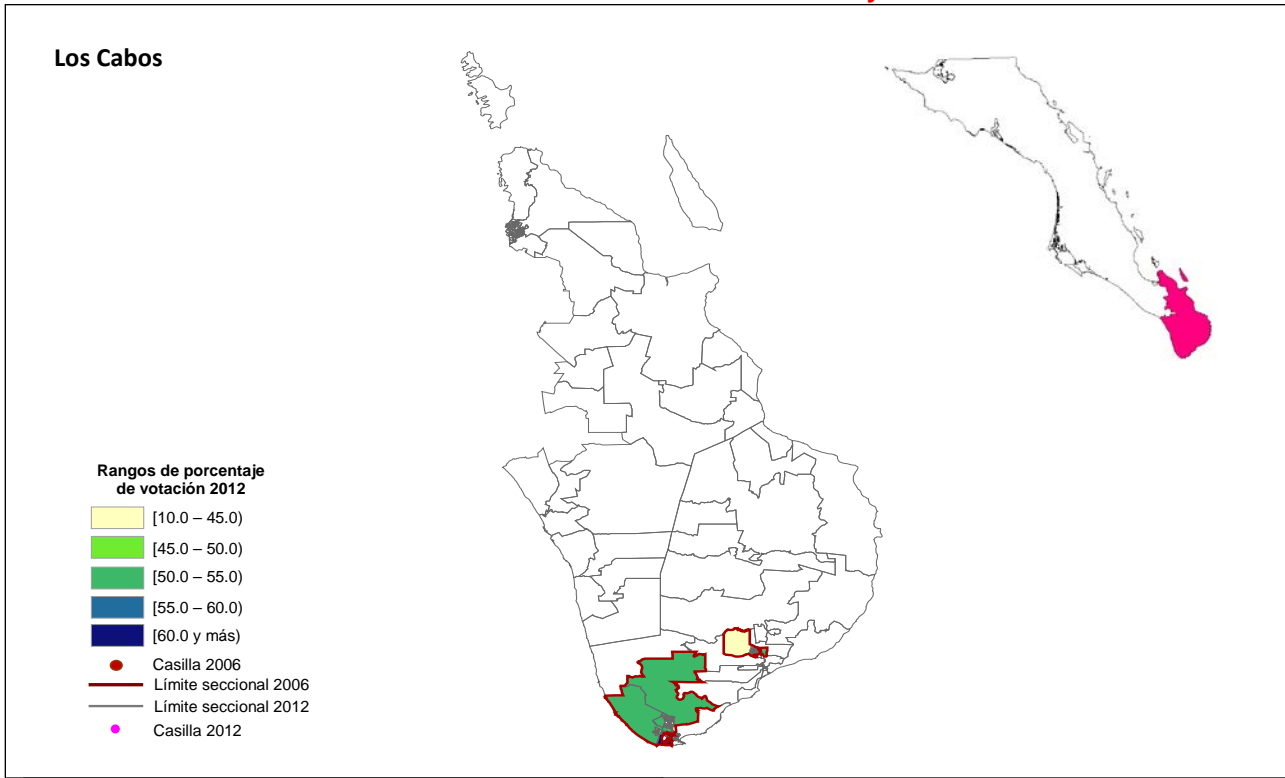 Los Cabos
Rangos de porcentaje
de votación 2012
[10.0 – 45.0)
[45.0 – 50.0)
[50.0 – 55.0)
[55.0 – 60.0)
[60.0 y más)
Casilla 2006
Límite seccional 2006
Límite seccional 2012
Casilla 2012